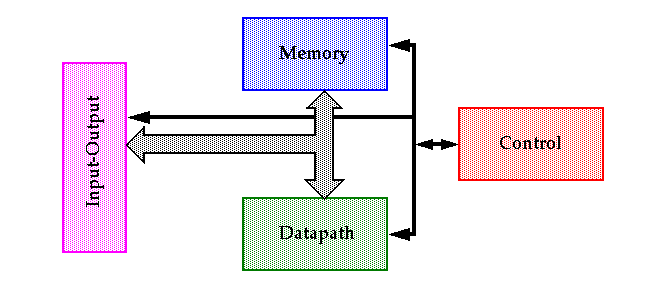 Memory
Input-Output
Control
Datapath